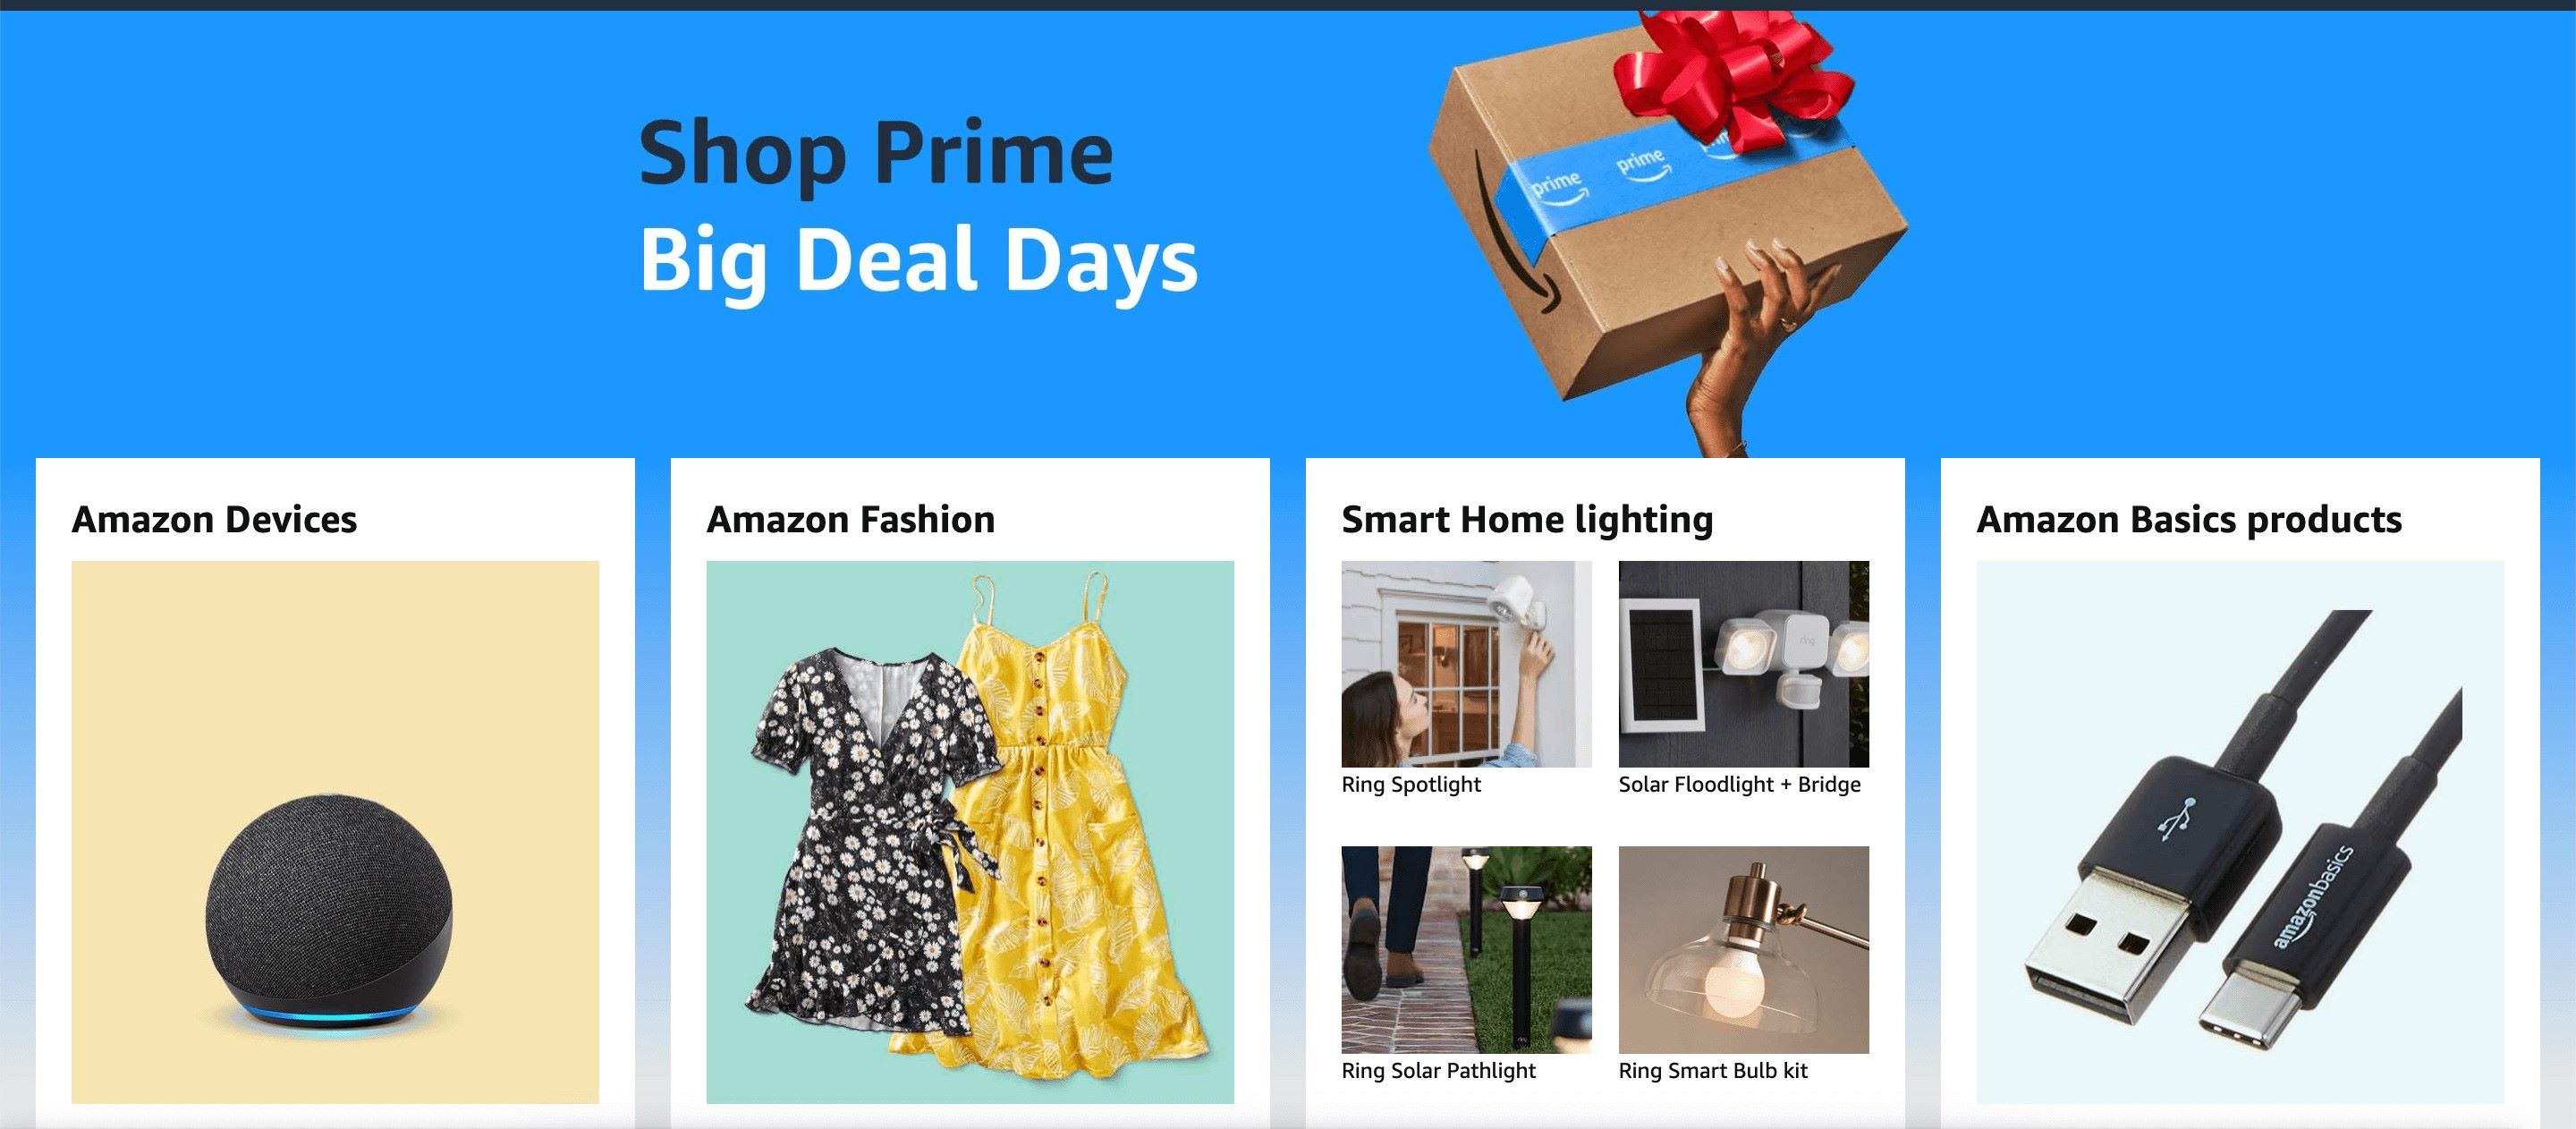 Shop Prime
Big Deal Days
prime prime
Amazon Devices
Amazon Fashion
Smart Home lighting
Amazon Basics products
ring
Ring Spotlight
Solar Floodlight + Bridge
amazonbasics
Ring Solar Pathlight
Ring Smart Bulb kit